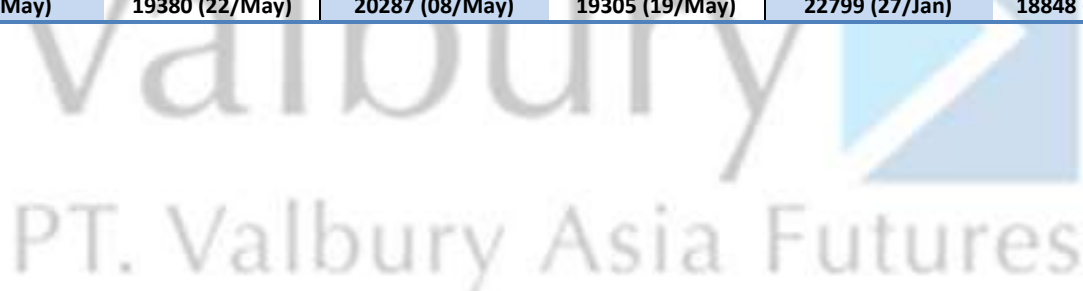 May) 19380 (22/May) 20287 (08/May) 19305 (19/May) 22799 (27/Jan) 18848
Valbury
PT. Valbury Asia Futures